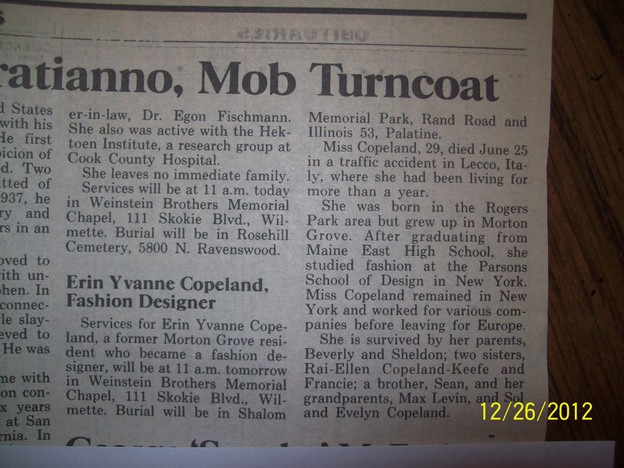 OBITUARIES
ratianno, Mob Turncoat
d States
with his
He first
picion of
d. Two
itted of
937, he
ry and
rs in an
oved to
ith un-
hen. In
connec-
le slay-
eved to
He was
me with
on con-
x years
at San
rnia. In
er-in-law, Dr. Egon Fischmann.
She also was active with the Hek-
toen Institute, a research group at
Cook County Hospital.
She leaves no immediate family.
Services will be at 11 a.m. today
in Weinstein Brothers Memorial
Chapel, 111 Skokie Blvd., Wil-
mette. Burial will be in Rosehill
Cemetery, 5800 N. Ravenswood.
Erin Yvanne Copeland,
Fashion Designer
Services for Erin Yvanne Cope-
land, a former Morton Grove resi-
dent who became a fashion de-
signer, will be at 11 a.m. tomorrow
in Weinstein Brothers Memorial
Chapel, 111 Skokie Blvd., Wil-
mette. Burial will be in Shalom
Memorial Park, Rand Road and
Illinois 53, Palatine.
Miss Copeland, 29, died June 25
in a traffic accident in Lecco, Ita-
ly, where she had been living for
more than a year.
She was born in the Rogers
Park area but grew up in Morton
Grove. After graduating from
Maine East High School, she
studied fashion at the Parsons
School of Design in New York.
Miss Copeland remained in New
York and worked for various com-
panies before leaving for Europe.
She is survived by her parents,
Beverly and Sheldon; two sisters,
Rai-Ellen Copeland-Keefe and
Francie; a brother, Sean, and her
grandparents, Max Levin, and Sol
and Evelyn Copeland.
12/26/2012